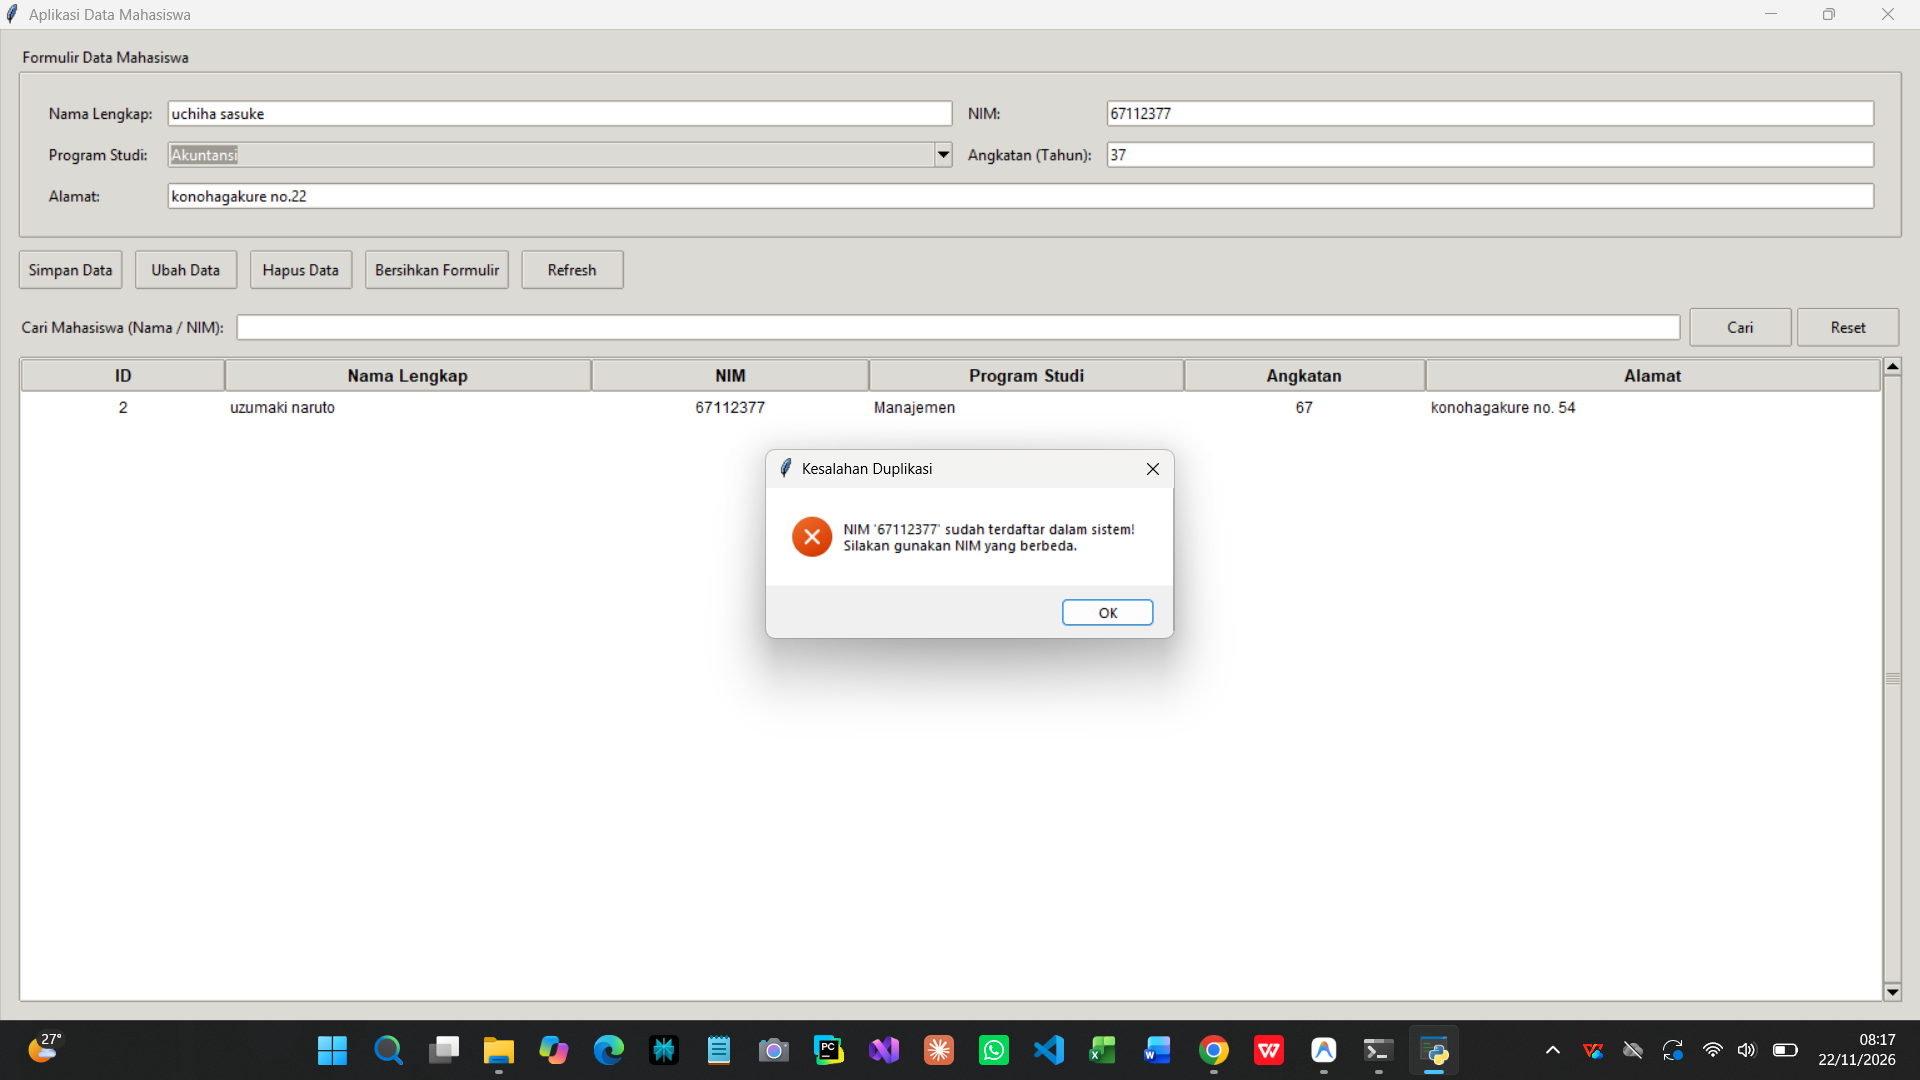 Aplikasi Data Mahasiswa
Formulir Data Mahasiswa
Nama Lengkap: uchiha sasuke NIM: 67112377
Program Studi: Akuntansi Angkatan (Tahun): 37
Alamat: konohagakure no.22
Simpan Data Ubah Data Hapus Data Bersihkan Formulir Refresh
Cari Mahasiswa (Nama / NIM): Cari Reset
ID Nama Lengkap NIM Program Studi Angkatan Alamat
2 uzumaki naruto 67112377 Manajemen 67 konohagakure no. 54
Kesalahan Duplikasi
NIM '67112377' sudah terdaftar dalam sistem!
Silakan gunakan NIM yang berbeda.
OK
27°
PC
08:17
22/11/2026